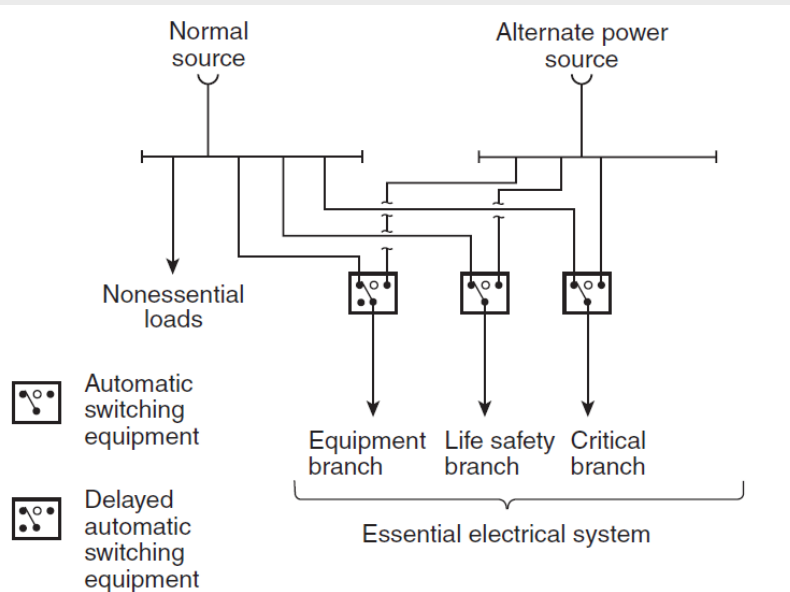 Normal
source
Alternate power
source
Nonessential
loads
Automatic
switching
equipment
Equipment
branch
Life safety
branch
Critical
branch
Delayed
automatic
switching
equipment
Essential electrical system